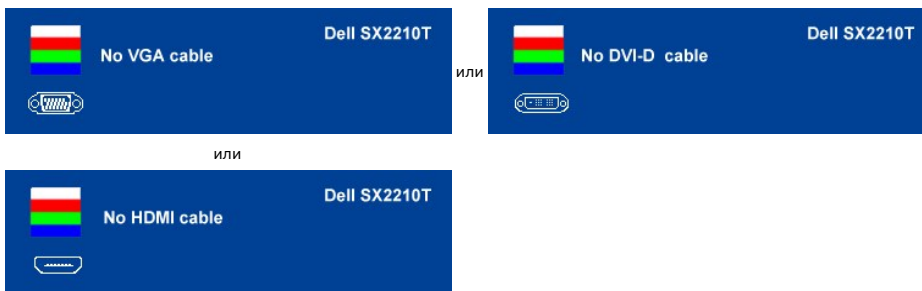 Dell SX2210T
No VGA cable
или
Dell SX2210T
No DVI-D cable
или
Dell SX2210T
No HDMI cable